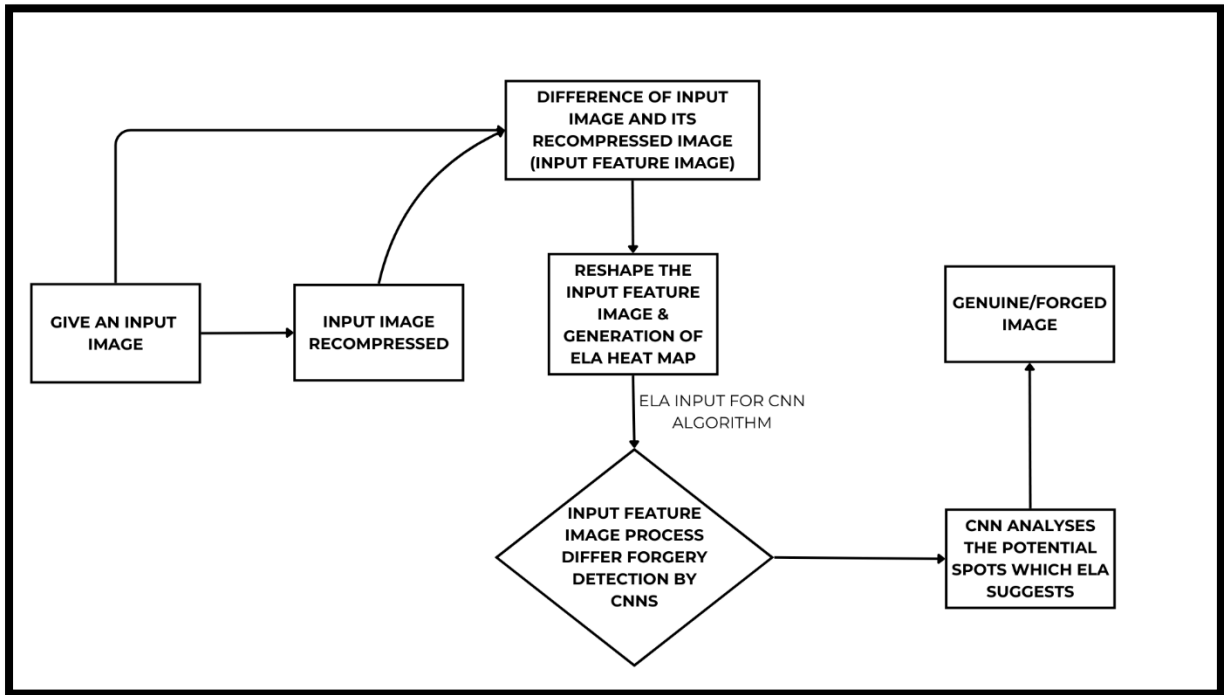 DIFFERENCE OF INPUT
IMAGE AND ITS
RECOMPRESSED IMAGE
(INPUT FEATURE IMAGE)
GIVE AN INPUT
IMAGE
INPUT IMAGE
RECOMPRESSED
RESHAPE THE
INPUT FEATURE
IMAGE &
GENERATION OF
ELA HEAT MAP
GENUINE/FORGED
IMAGE
ELA INPUT FOR CNN
ALGORITHM
INPUT FEATURE
IMAGE PROCESS
DIFFER FORGERY
DETECTION BY
CNNS
CNN ANALYSES
THE POTENTIAL
SPOTS WHICH ELA
SUGGESTS